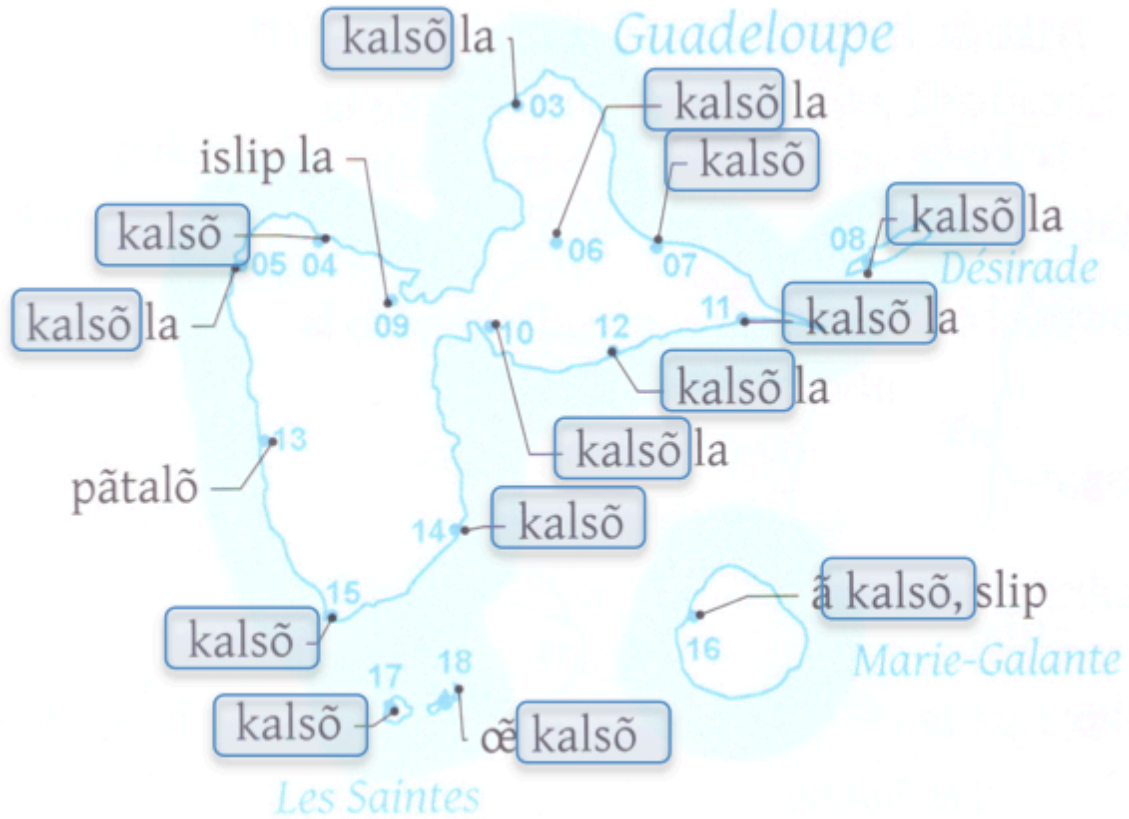 kalsõ la
Guadeloupe
03
kalsõ la
islip la
kalsõ
kalsõ la
kalsõ
05
04
06
07
08
Désirade
kalsõ la
09
10
12
11
kalsõ la
kalsõ la
13
kalsõ la
pãtalõ
14
kalsõ
15
ã kalsõ, slip
kalsõ
16
Marie-Galante
17
18
kalsõ
œ̃ kalsõ
Les Saintes